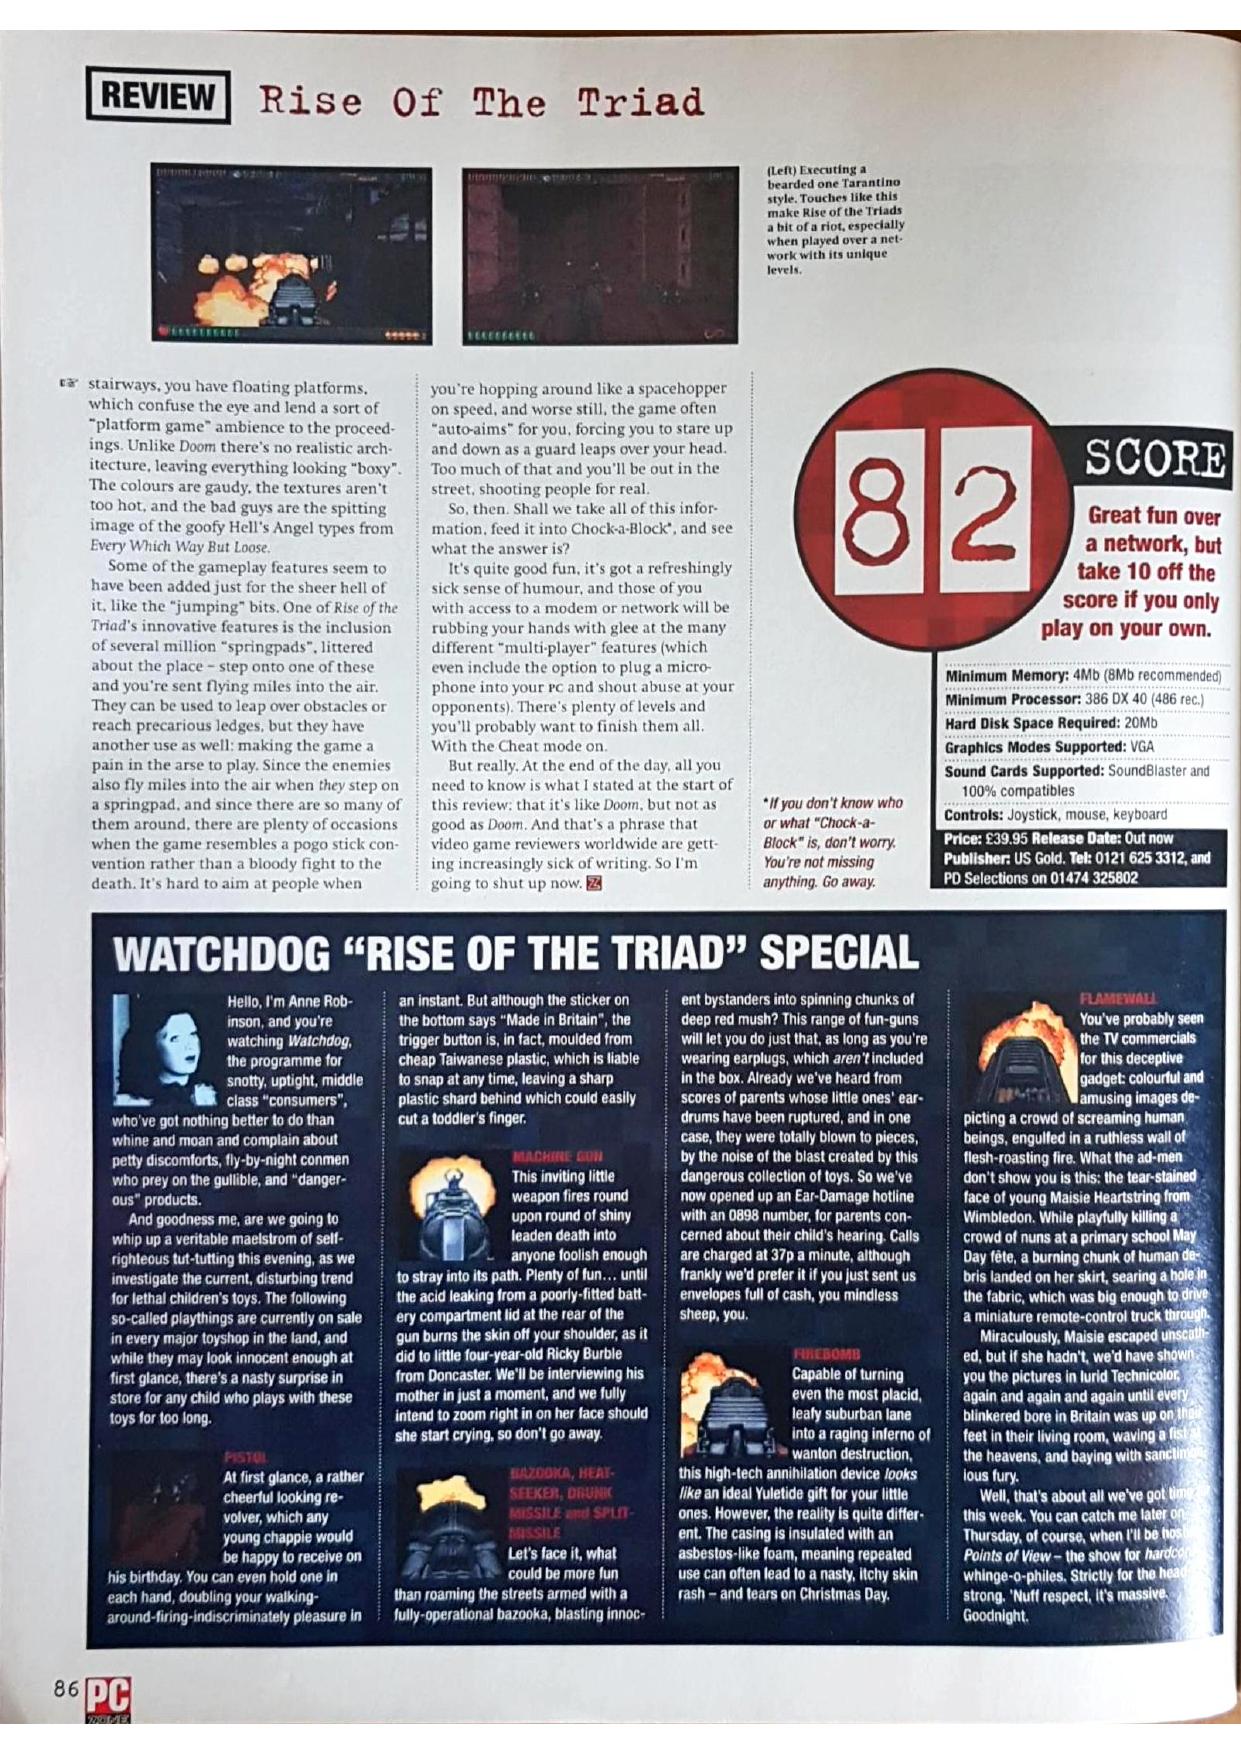 REVIEW Rise Of The Triad
(Left) Executing a
bearded one Tarantino
style. Touches like this
make Rise of the Triads
a bit of a riot, especially
when played over a net-
work with its unique
levels.
☞ stairways, you have floating platforms,
which confuse the eye and lend a sort of
"platform game" ambience to the proceed-
ings. Unlike Doom there's no realistic arch-
itecture, leaving everything looking "boxy".
The colours are gaudy, the textures aren't
too hot, and the bad guys are the spitting
image of the goofy Hell's Angel types from
Every Which Way But Loose.
Some of the gameplay features seem to
have been added just for the sheer hell of
it, like the "jumping" bits. One of Rise of the
Triad's innovative features is the inclusion
of several million "springpads", littered
about the place – step onto one of these
and you're sent flying miles into the air.
They can be used to leap over obstacles or
reach precarious ledges, but they have
another use as well: making the game a
pain in the arse to play. Since the enemies
also fly miles into the air when they step on
a springpad, and since there are so many of
them around, there are plenty of occasions
when the game resembles a pogo stick con-
vention rather than a bloody fight to the
death. It's hard to aim at people when
you're hopping around like a spacehopper
on speed, and worse still, the game often
"auto-aims" for you, forcing you to stare up
and down as a guard leaps over your head.
Too much of that and you'll be out in the
street, shooting people for real.
So, then. Shall we take all of this infor-
mation, feed it into Chock-a-Block*, and see
what the answer is?
It's quite good fun, it's got a refreshingly
sick sense of humour, and those of you
with access to a modem or network will be
rubbing your hands with glee at the many
different "multi-player" features (which
even include the option to plug a micro-
phone into your PC and shout abuse at your
opponents). There's plenty of levels and
you'll probably want to finish them all.
With the Cheat mode on.
But really. At the end of the day, all you
need to know is what I stated at the start of
this review: that it's like Doom, but not as
good as Doom. And that's a phrase that
video game reviewers worldwide are gett-
ing increasingly sick of writing. So I'm
going to shut up now. Z
*If you don't know who
or what "Chock-a-
Block" is, don't worry.
You're not missing
anything. Go away.
82
SCORE
Great fun over
a network, but
take 10 off the
score if you only
play on your own.
Minimum Memory: 4Mb (8Mb recommended)
Minimum Processor: 386 DX 40 (486 rec.)
Hard Disk Space Required: 20Mb
Graphics Modes Supported: VGA
Sound Cards Supported: SoundBlaster and
100% compatibles
Controls: Joystick, mouse, keyboard
Price: £39.95 Release Date: Out now
Publisher: US Gold. Tel: 0121 625 3312, and
PD Selections on 01474 325802
WATCHDOG "RISE OF THE TRIAD" SPECIAL
Hello, I'm Anne Rob-
inson, and you're
watching Watchdog,
the programme for
snotty, uptight, middle
class "consumers",
who've got nothing better to do than
whine and moan and complain about
petty discomforts, fly-by-night conmen
who prey on the gullible, and "danger-
ous" products.
And goodness me, are we going to
whip up a veritable maelstrom of self-
righteous tut-tutting this evening, as we
investigate the current, disturbing trend
for lethal children's toys. The following
so-called playthings are currently on sale
in every major toyshop in the land, and
while they may look innocent enough at
first glance, there's a nasty surprise in
store for any child who plays with these
toys for too long.
PISTOL
At first glance, a rather
cheerful looking re-
volver, which any
young chappie would
be happy to receive on
his birthday. You can even hold one in
each hand, doubling your walking-
around-firing-indiscriminately pleasure in
an instant. But although the sticker on
the bottom says "Made in Britain", the
trigger button is, in fact, moulded from
cheap Taiwanese plastic, which is liable
to snap at any time, leaving a sharp
plastic shard behind which could easily
cut a toddler's finger.
MACHINE GUN
This inviting little
weapon fires round
upon round of shiny
leaden death into
anyone foolish enough
to stray into its path. Plenty of fun... until
the acid leaking from a poorly-fitted batt-
ery compartment lid at the rear of the
gun burns the skin off your shoulder, as it
did to little four-year-old Ricky Burble
from Doncaster. We'll be interviewing his
mother in just a moment, and we fully
intend to zoom right in on her face should
she start crying, so don't go away.
BAZOOKA, HEAT-
SEEKER, DRUNK
MISSILE and SPLIT-
MISSILE
Let's face it, what
could be more fun
than roaming the streets armed with a
fully-operational bazooka, blasting innoc-
ent bystanders into spinning chunks of
deep red mush? This range of fun-guns
will let you do just that, as long as you're
wearing earplugs, which aren't included
in the box. Already we've heard from
scores of parents whose little ones' ear-
drums have been ruptured, and in one
case, they were totally blown to pieces,
by the noise of the blast created by this
dangerous collection of toys. So we've
now opened up an Ear-Damage hotline
with an 0898 number, for parents con-
cerned about their child's hearing. Calls
are charged at 37p a minute, although
frankly we'd prefer it if you just sent us
envelopes full of cash, you mindless
sheep, you.
FIREBOMB
Capable of turning
even the most placid,
leafy suburban lane
into a raging inferno of
wanton destruction,
this high-tech annihilation device looks
like an ideal Yuletide gift for your little
ones. However, the reality is quite differ-
ent. The casing is insulated with an
asbestos-like foam, meaning repeated
use can often lead to a nasty, itchy skin
rash – and tears on Christmas Day.
FLAMEWALL
You've probably seen
the TV commercials
for this deceptive
gadget: colourful and
amusing images de-
picting a crowd of screaming human
beings, engulfed in a ruthless wall of
flesh-roasting fire. What the ad-men
don't show you is this: the tear-stained
face of young Maisie Heartstring from
Wimbledon. While playfully killing a
crowd of nuns at a primary school May
Day fête, a burning chunk of human de-
bris landed on her skirt, searing a hole in
the fabric, which was big enough to drive
a miniature remote-control truck through.
Miraculously, Maisie escaped unscath-
ed, but if she hadn't, we'd have shown
you the pictures in lurid Technicolor,
again and again and again until every
blinkered bore in Britain was up on their
feet in their living room, waving a fist at
the heavens, and baying with sanctimon-
ious fury.
Well, that's about all we've got time
this week. You can catch me later on
Thursday, of course, when I'll be
Points of View – the show for hardcore
whinge-o-philes. Strictly for the head
strong. 'Nuff respect, it's massive.
Goodnight.
86 PC
ZONE